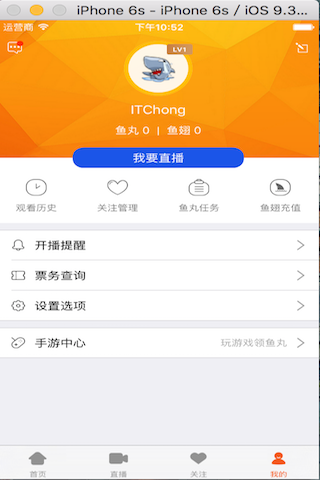 iPhone 6s - iPhone 6s / iOS 9.3...
运营商 下午10:52
LV1
ITChong
鱼丸 0 | 鱼翅 0
我要直播
观看历史 关注管理 鱼丸任务 鱼翅充值
开播提醒
票务查询
设置选项
手游中心 玩游戏领鱼丸
首页 直播 关注 我的